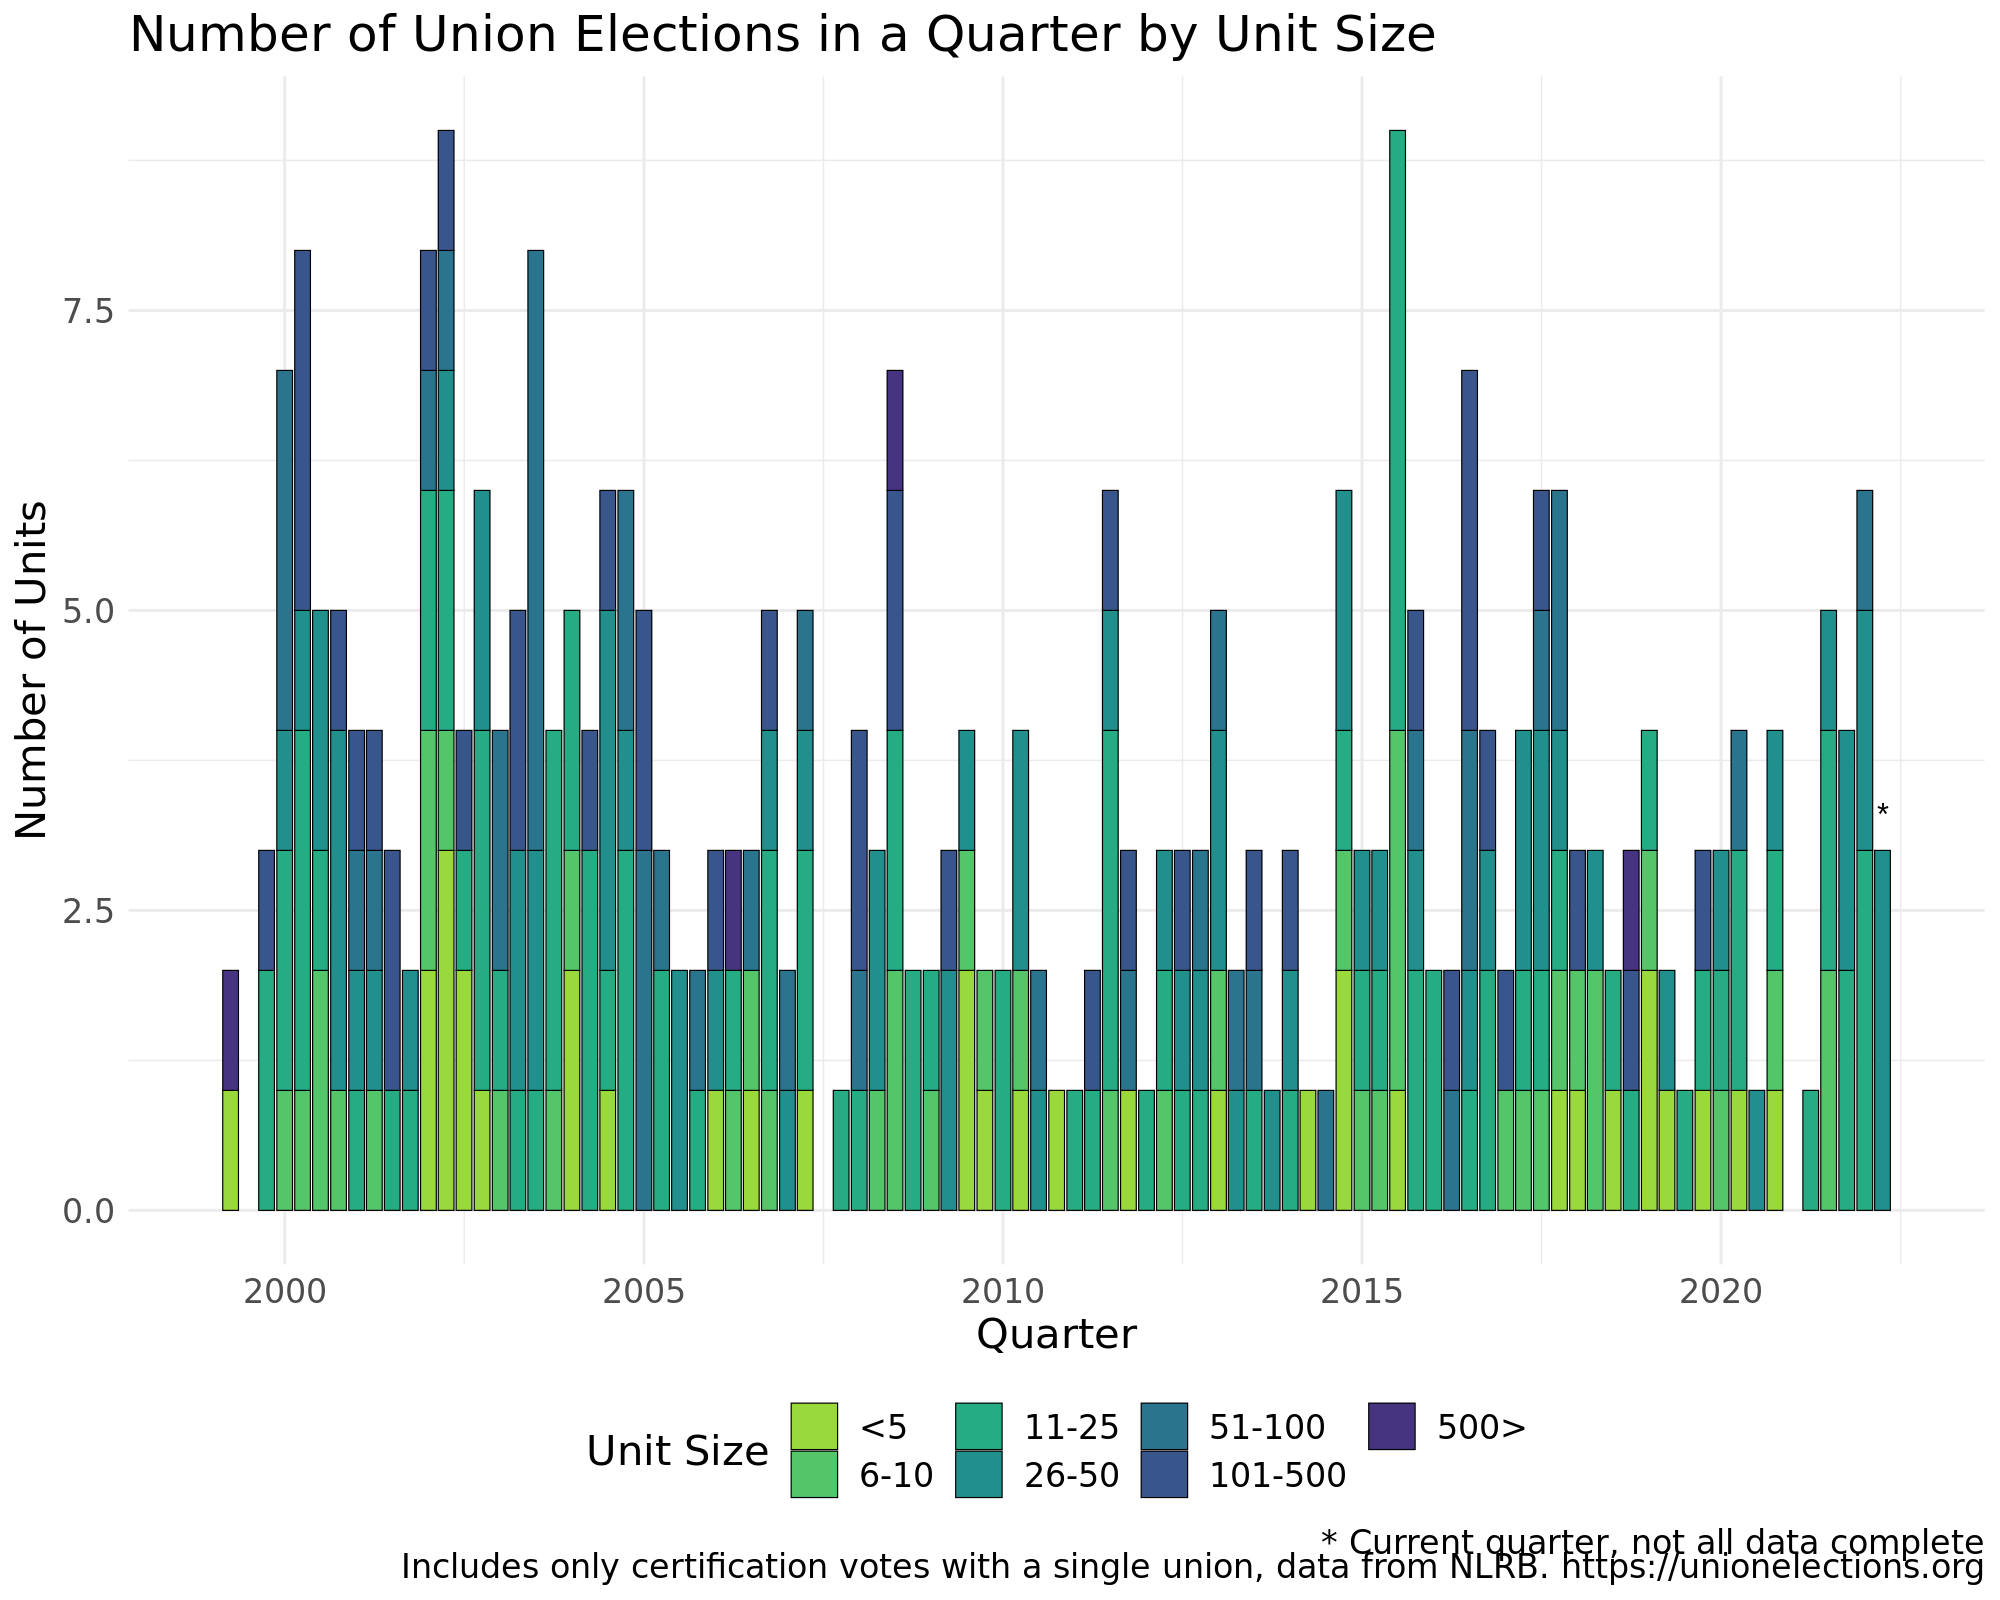 Number of Union Elections in a Quarter by Unit Size
Number of Units
7.5
5.0
2.5
0.0
*
2000 2005 2010 2015 2020
Quarter
Unit Size
<5 11-25 51-100 500>
6-10 26-50 101-500
* Current quarter, not all data complete
Includes only certification votes with a single union, data from NLRB. https://unionelections.org